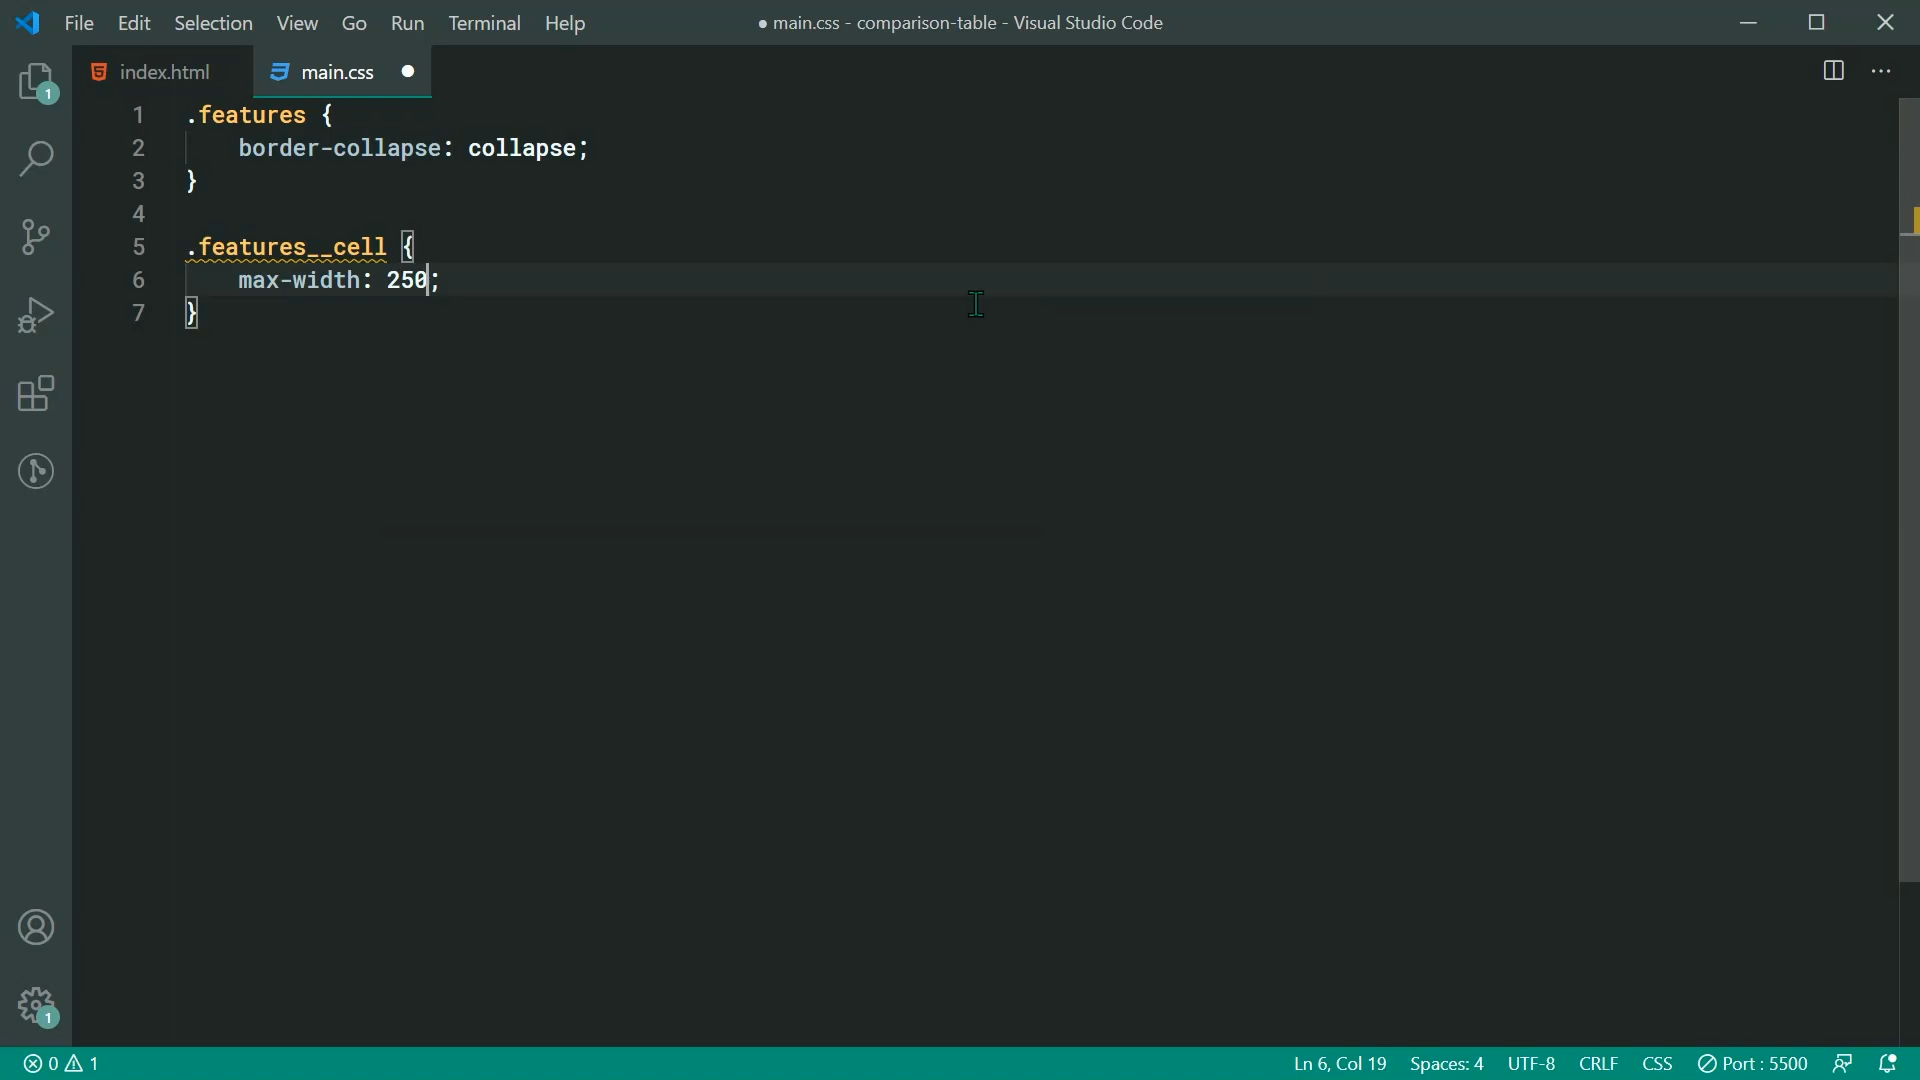 File Edit Selection View Go Run Terminal Help
● main.css - comparison-table - Visual Studio Code
index.html
main.css
1 .features {
2 border-collapse: collapse;
3 }
4
5 .features__cell {
6 max-width: 250;
7 }
1
1
0 1
Ln 6, Col 19 Spaces: 4 UTF-8 CRLF CSS Port : 5500